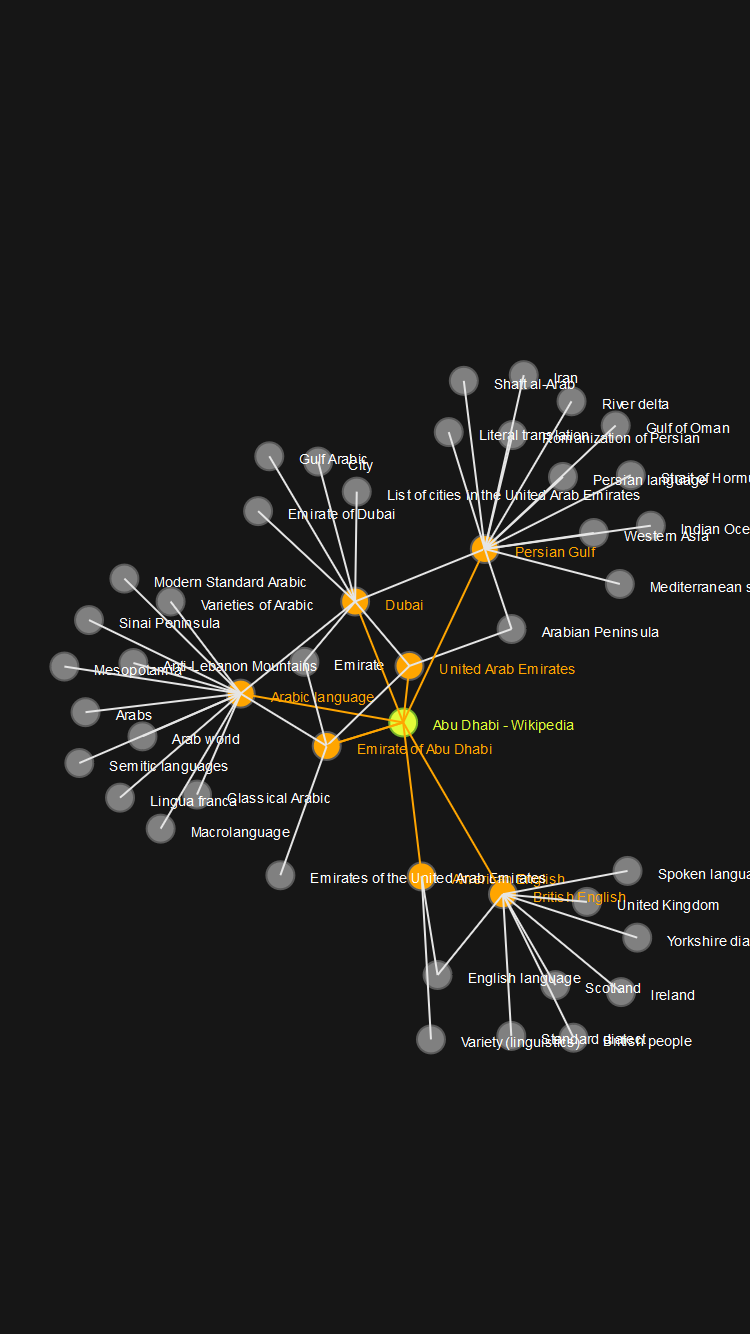 Iran
Shatt al-Arab
River delta
Gulf of Oman
Literal translation
Romanization of Persian
Gulf Arabic
City
Strait of Hormu
Persian language
List of cities in the United Arab Emirates
Emirate of Dubai
Indian Oce
Western Asia
Persian Gulf
Modern Standard Arabic
Mediterranean s
Varieties of Arabic
Dubai
Sinai Peninsula
Arabian Peninsula
Anti-Lebanon Mountains
Emirate
Mesopotamia
United Arab Emirates
Arabic language
Arabs
Abu Dhabi - Wikipedia
Arab world
Emirate of Abu Dhabi
Semitic languages
Classical Arabic
Lingua franca
Macrolanguage
Spoken langua
Emirates of the United Arab Emirates
American English
British English
United Kingdom
Yorkshire dia
English language
Scotland
Ireland
Standard dialect
Variety (linguistics)
British people